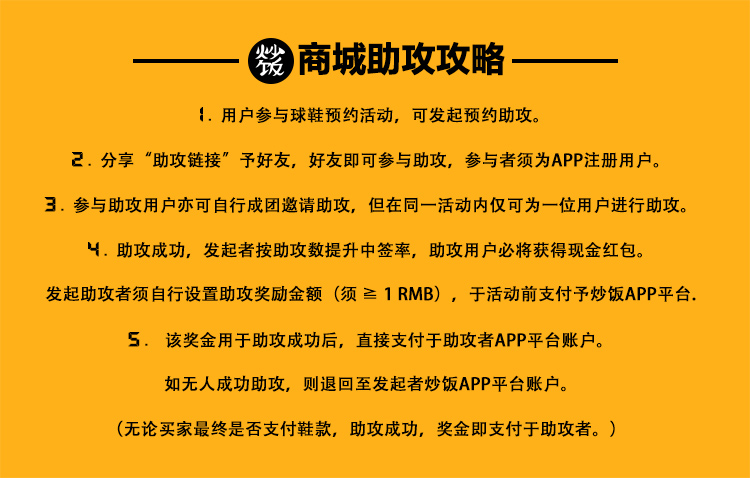 炒饭 商城助攻攻略
1. 用户参与球鞋预约活动，可发起预约助攻。
2. 分享“助攻链接”予好友，好友即可参与助攻，参与者须为APP注册用户。
3. 参与助攻用户亦可自行成团邀请助攻，但在同一活动内仅可为一位用户进行助攻。
4. 助攻成功，发起者按助攻数提升中签率，助攻用户必将获得现金红包。
发起助攻者须自行设置助攻奖励金额（须 ≧ 1 RMB），于活动前支付予炒饭APP平台.
5. 该奖金用于助攻成功后，直接支付于助攻者APP平台账户。
如无人成功助攻，则退回至发起者炒饭APP平台账户。
（无论买家最终是否支付鞋款，助攻成功，奖金即支付于助攻者。）